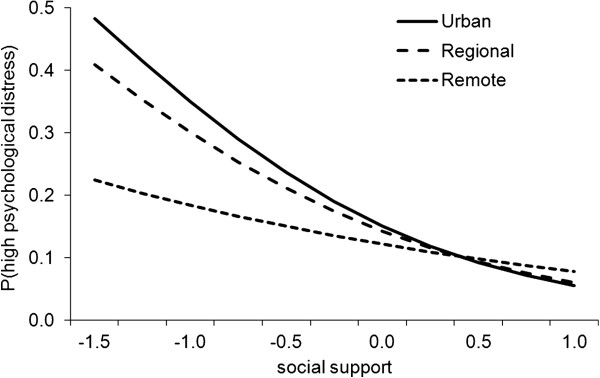 0.5
0.4
0.3
0.2
0.1
0.0
P(high psychological distress)
Urban
Regional
Remote
-1.5 -1.0 -0.5 0.0 0.5 1.0
social support